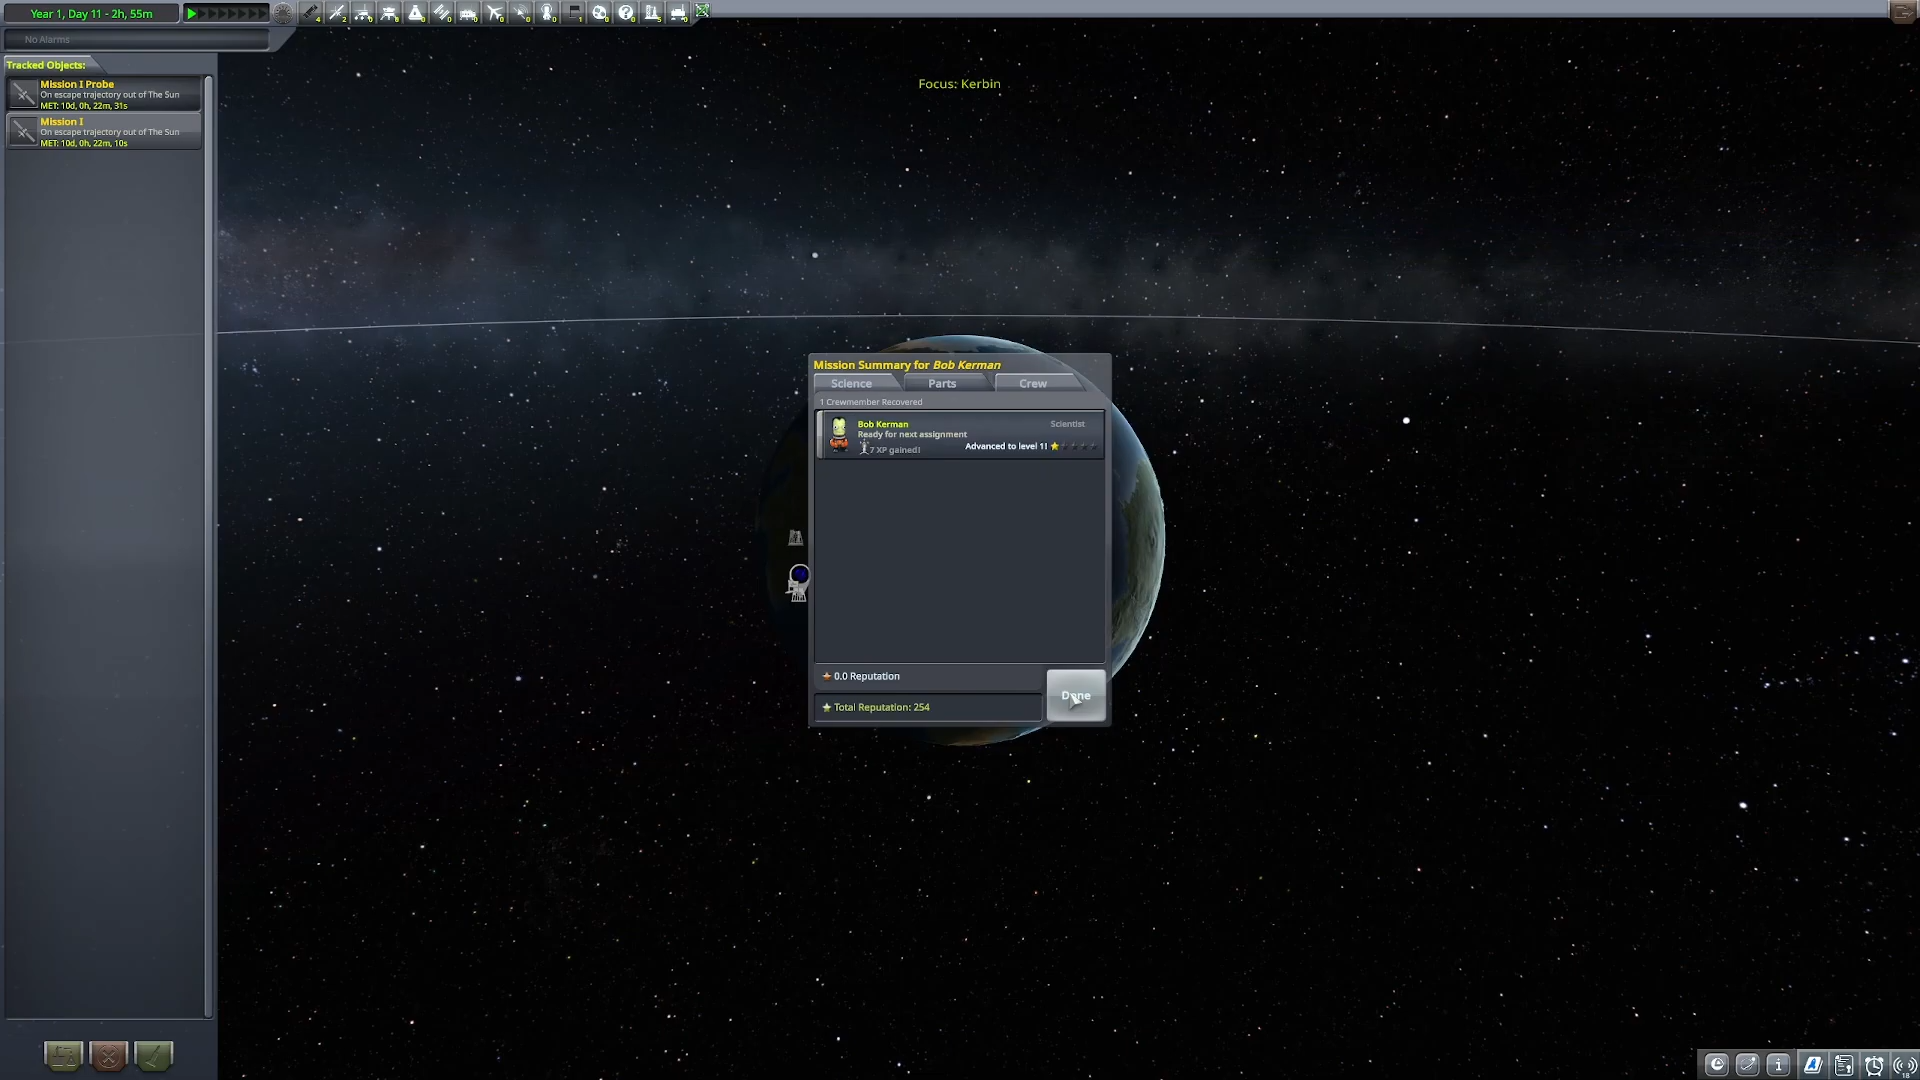 Year 1, Day 11 - 2h, 55m
No Alarms
Tracked Objects:
Mission I Probe
On escape trajectory out of The Sun
MET: 10d, 0h, 22m, 31s
Mission I
On escape trajectory out of The Sun
MET: 10d, 0h, 22m, 10s
Focus: Kerbin
Mission Summary for Bob Kerman
Science
Parts
Crew
1 Crewmember Recovered
Bob Kerman
Scientist
Ready for next assignment
7 XP gained!
Advanced to level 1!
0.0 Reputation
Total Reputation: 254
Done